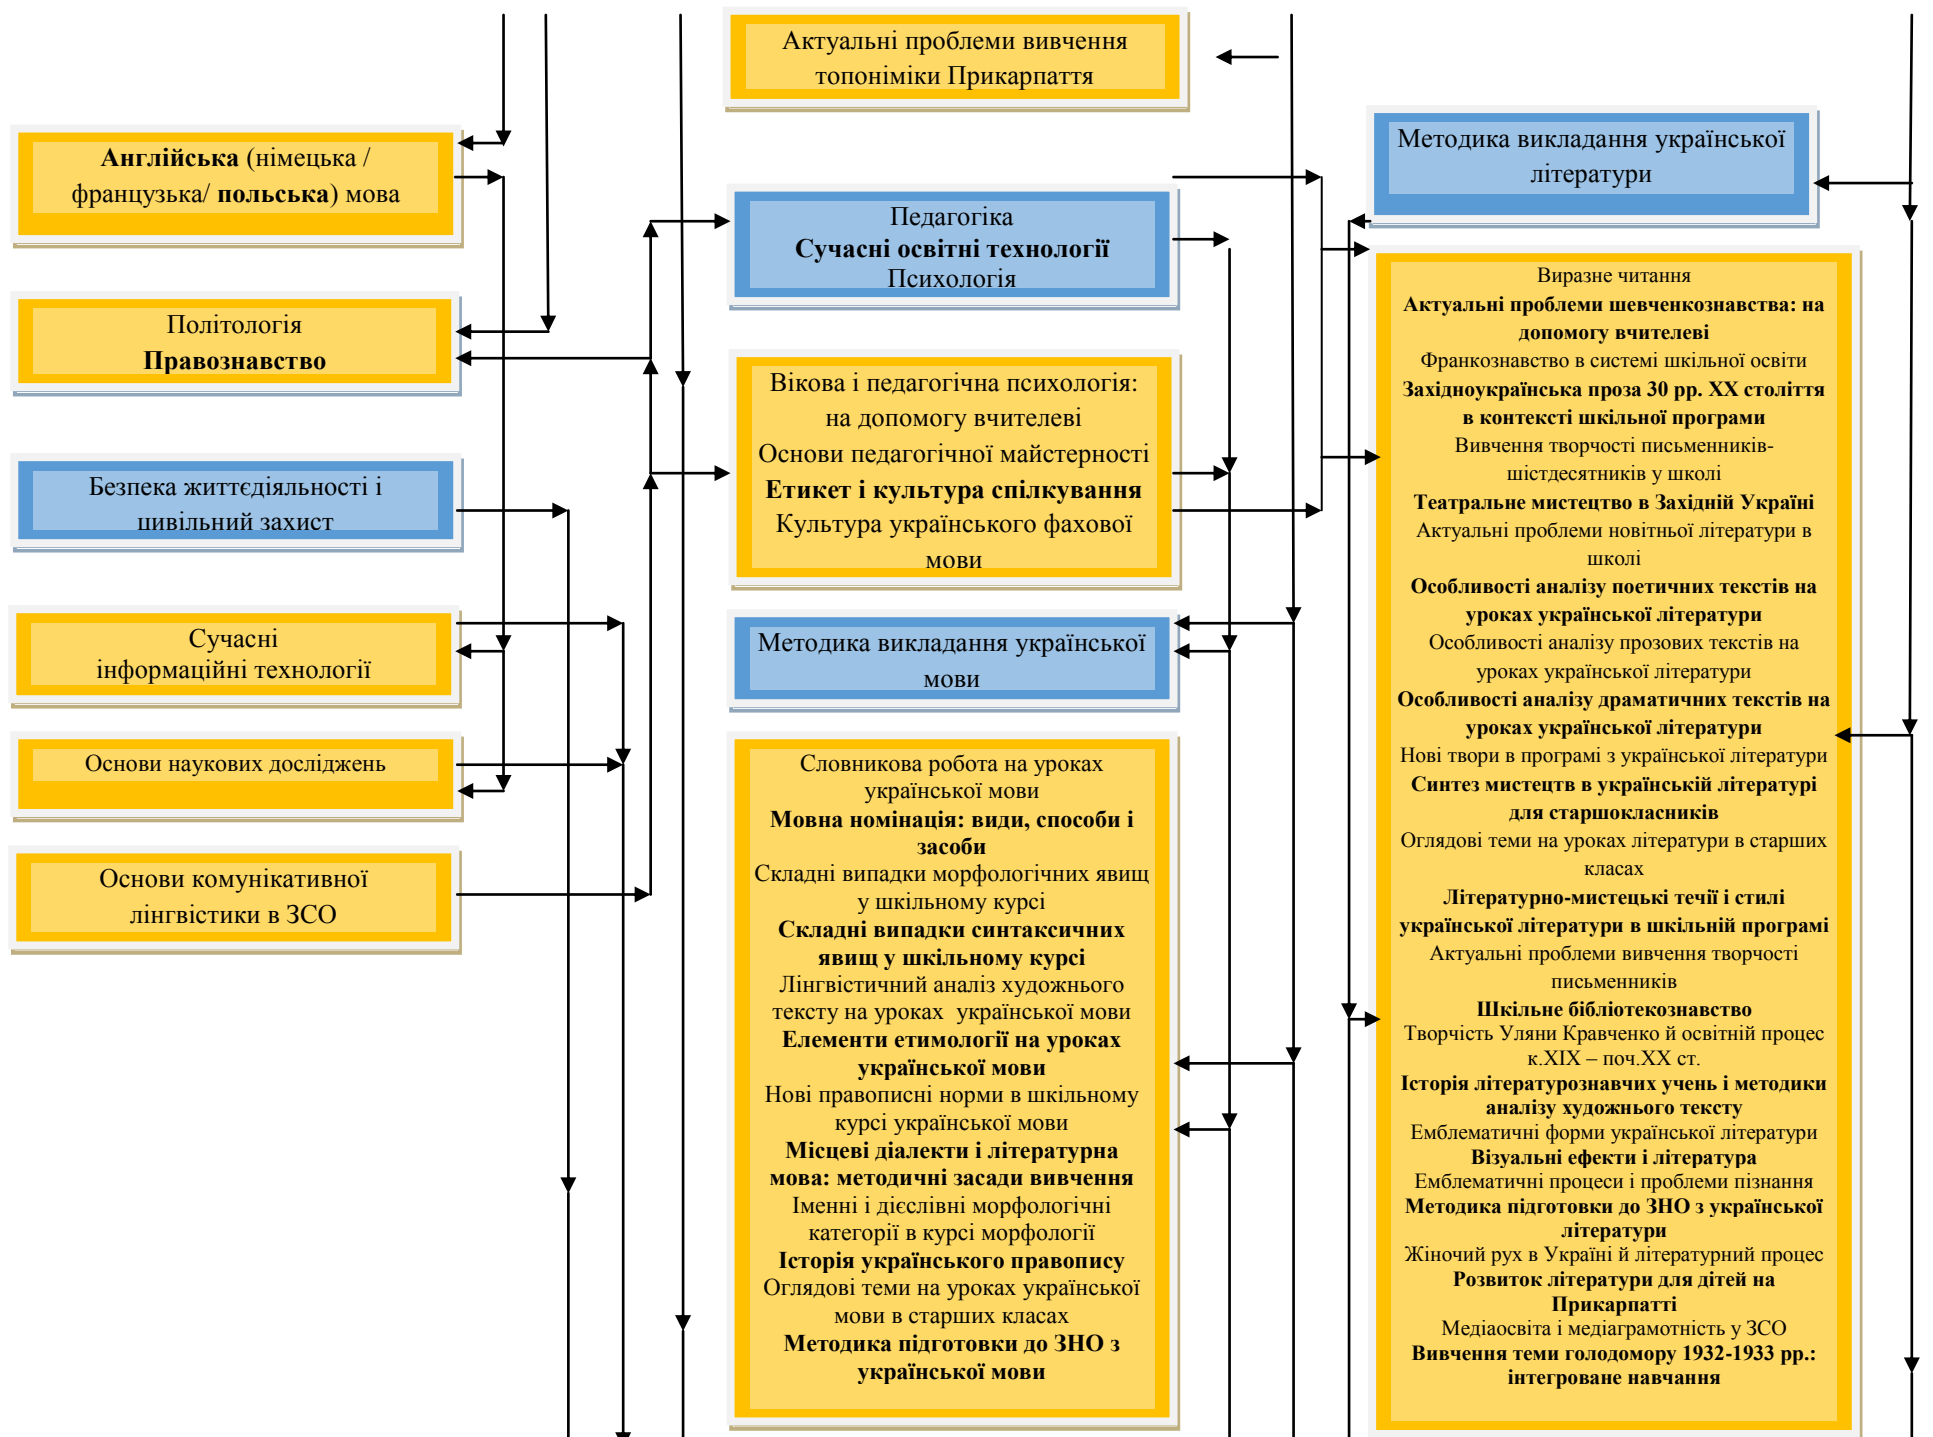 Актуальні проблеми вивчення
топоніміки Прикарпаття
Англійська (німецька /
французька/ польська) мова
Політологія
Правознавство
Безпека життєдіяльності і
цивільний захист
Сучасні
інформаційні технології
Основи наукових досліджень
Основи комунікативної
лінгвістики в ЗСО
Педагогіка
Сучасні освітні технології
Психологія
Вікова і педагогічна психологія:
на допомогу вчителеві
Основи педагогічної майстерності
Етикет і культура спілкування
Культура українського фахової
мови
Методика викладання української
мови
Словникова робота на уроках
української мови
Мовна номінація: види, способи і
засоби
Складні випадки морфологічних явищ
у шкільному курсі
Складні випадки синтаксичних
явищ у шкільному курсі
Лінгвістичний аналіз художнього
тексту на уроках української мови
Елементи етимології на уроках
української мови
Нові правописні норми в шкільному
курсі української мови
Місцеві діалекти і літературна
мова: методичні засади вивчення
Іменні і дієслівні морфологічні
категорії в курсі морфології
Історія українського правопису
Оглядові теми на уроках української
мови в старших класах
Методика підготовки до ЗНО з
української мови
Методика викладання української
літератури
Виразне читання
Актуальні проблеми шевченкознавства: на
допомогу вчителеві
Франкознавство в системі шкільної освіти
Західноукраїнська проза 30 рр. ХХ століття
в контексті шкільної програми
Вивчення творчості письменників-
шістдесятників у школі
Театральне мистецтво в Західній Україні
Актуальні проблеми новітньої літератури в
школі
Особливості аналізу поетичних текстів на
уроках української літератури
Особливості аналізу прозових текстів на
уроках української літератури
Особливості аналізу драматичних текстів на
уроках української літератури
Нові твори в програмі з української літератури
Синтез мистецтв в українській літературі
для старшокласників
Оглядові теми на уроках літератури в старших
класах
Літературно-мистецькі течії і стилі
української літератури в шкільній програмі
Актуальні проблеми вивчення творчості
письменників
Шкільне бібліотекознавство
Творчість Уляни Кравченко й освітній процес
к.ХІХ – поч.ХХ ст.
Історія літературознавчих учень і методики
аналізу художнього тексту
Емблематичні форми української літератури
Візуальні ефекти і література
Емблематичні процеси і проблеми пізнання
Методика підготовки до ЗНО з української
літератури
Жіночий рух в Україні й літературний процес
Розвиток літератури для дітей на
Прикарпатті
Медіаосвіта і медіаграмотність у ЗСО
Вивчення теми голодомору 1932-1933 рр.:
інтегроване навчання